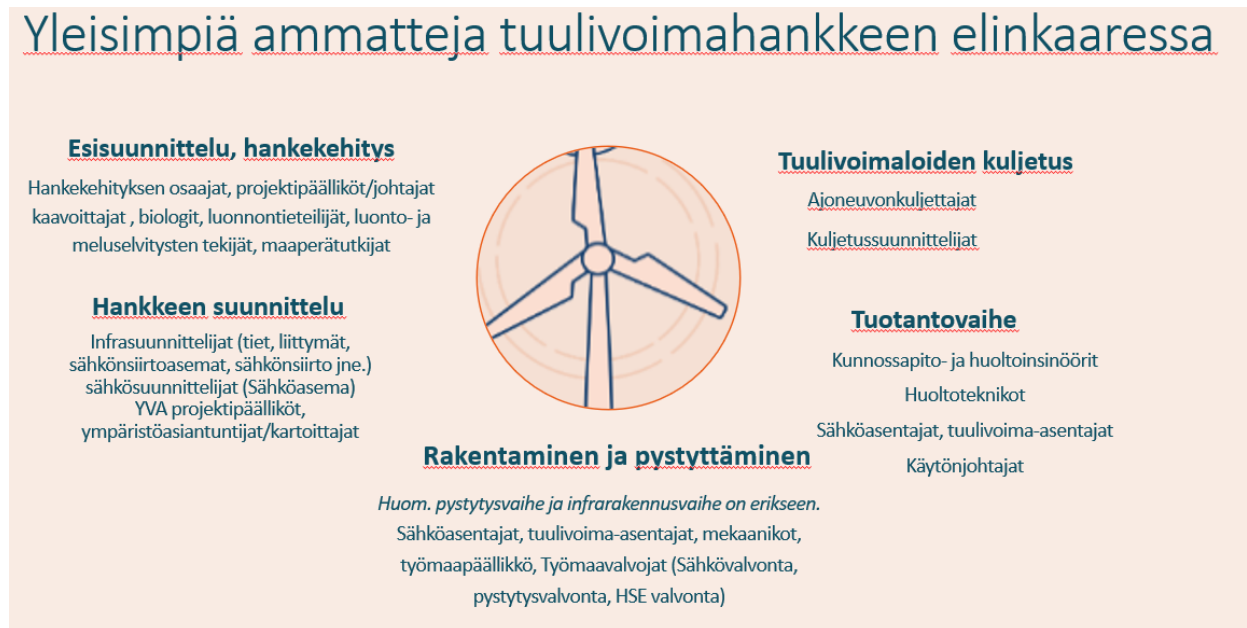 Yleisimpiä ammatteja tuulivoimahankkeen elinkaaressa
Esisuunnittelu, hankekehitys
Hankekehityksen osaajat, projektipäälliköt/johtajat
kaavoittajat , biologit, luonnontieteilijät, luonto- ja
meluselvitysten tekijät, maaperätutkijat
Hankkeen suunnittelu
Infrasuunnittelijat (tiet, liittymät,
sähkönsiirtoasemat, sähkönsiirto jne.)
sähkösuunnittelijat (Sähköasema)
YVA projektipäälliköt,
ympäristöasiantuntijat/kartoittajat
Rakentaminen ja pystyttäminen
Huom. pystytysvaihe ja infrarakennusvaihe on erikseen.
Sähköasentajat, tuulivoima-asentajat, mekaanikot,
työmaapäällikkö, Työmaavalvojat (Sähkövalvonta,
pystytysvalvonta, HSE valvonta)
Tuulivoimaloiden kuljetus
Ajoneuvonkuljettajat
Kuljetussuunnittelijat
Tuotantovaihe
Kunnossapito- ja huoltoinsinöörit
Huoltoteknikot
Sähköasentajat, tuulivoima-asentajat
Käytönjohtajat